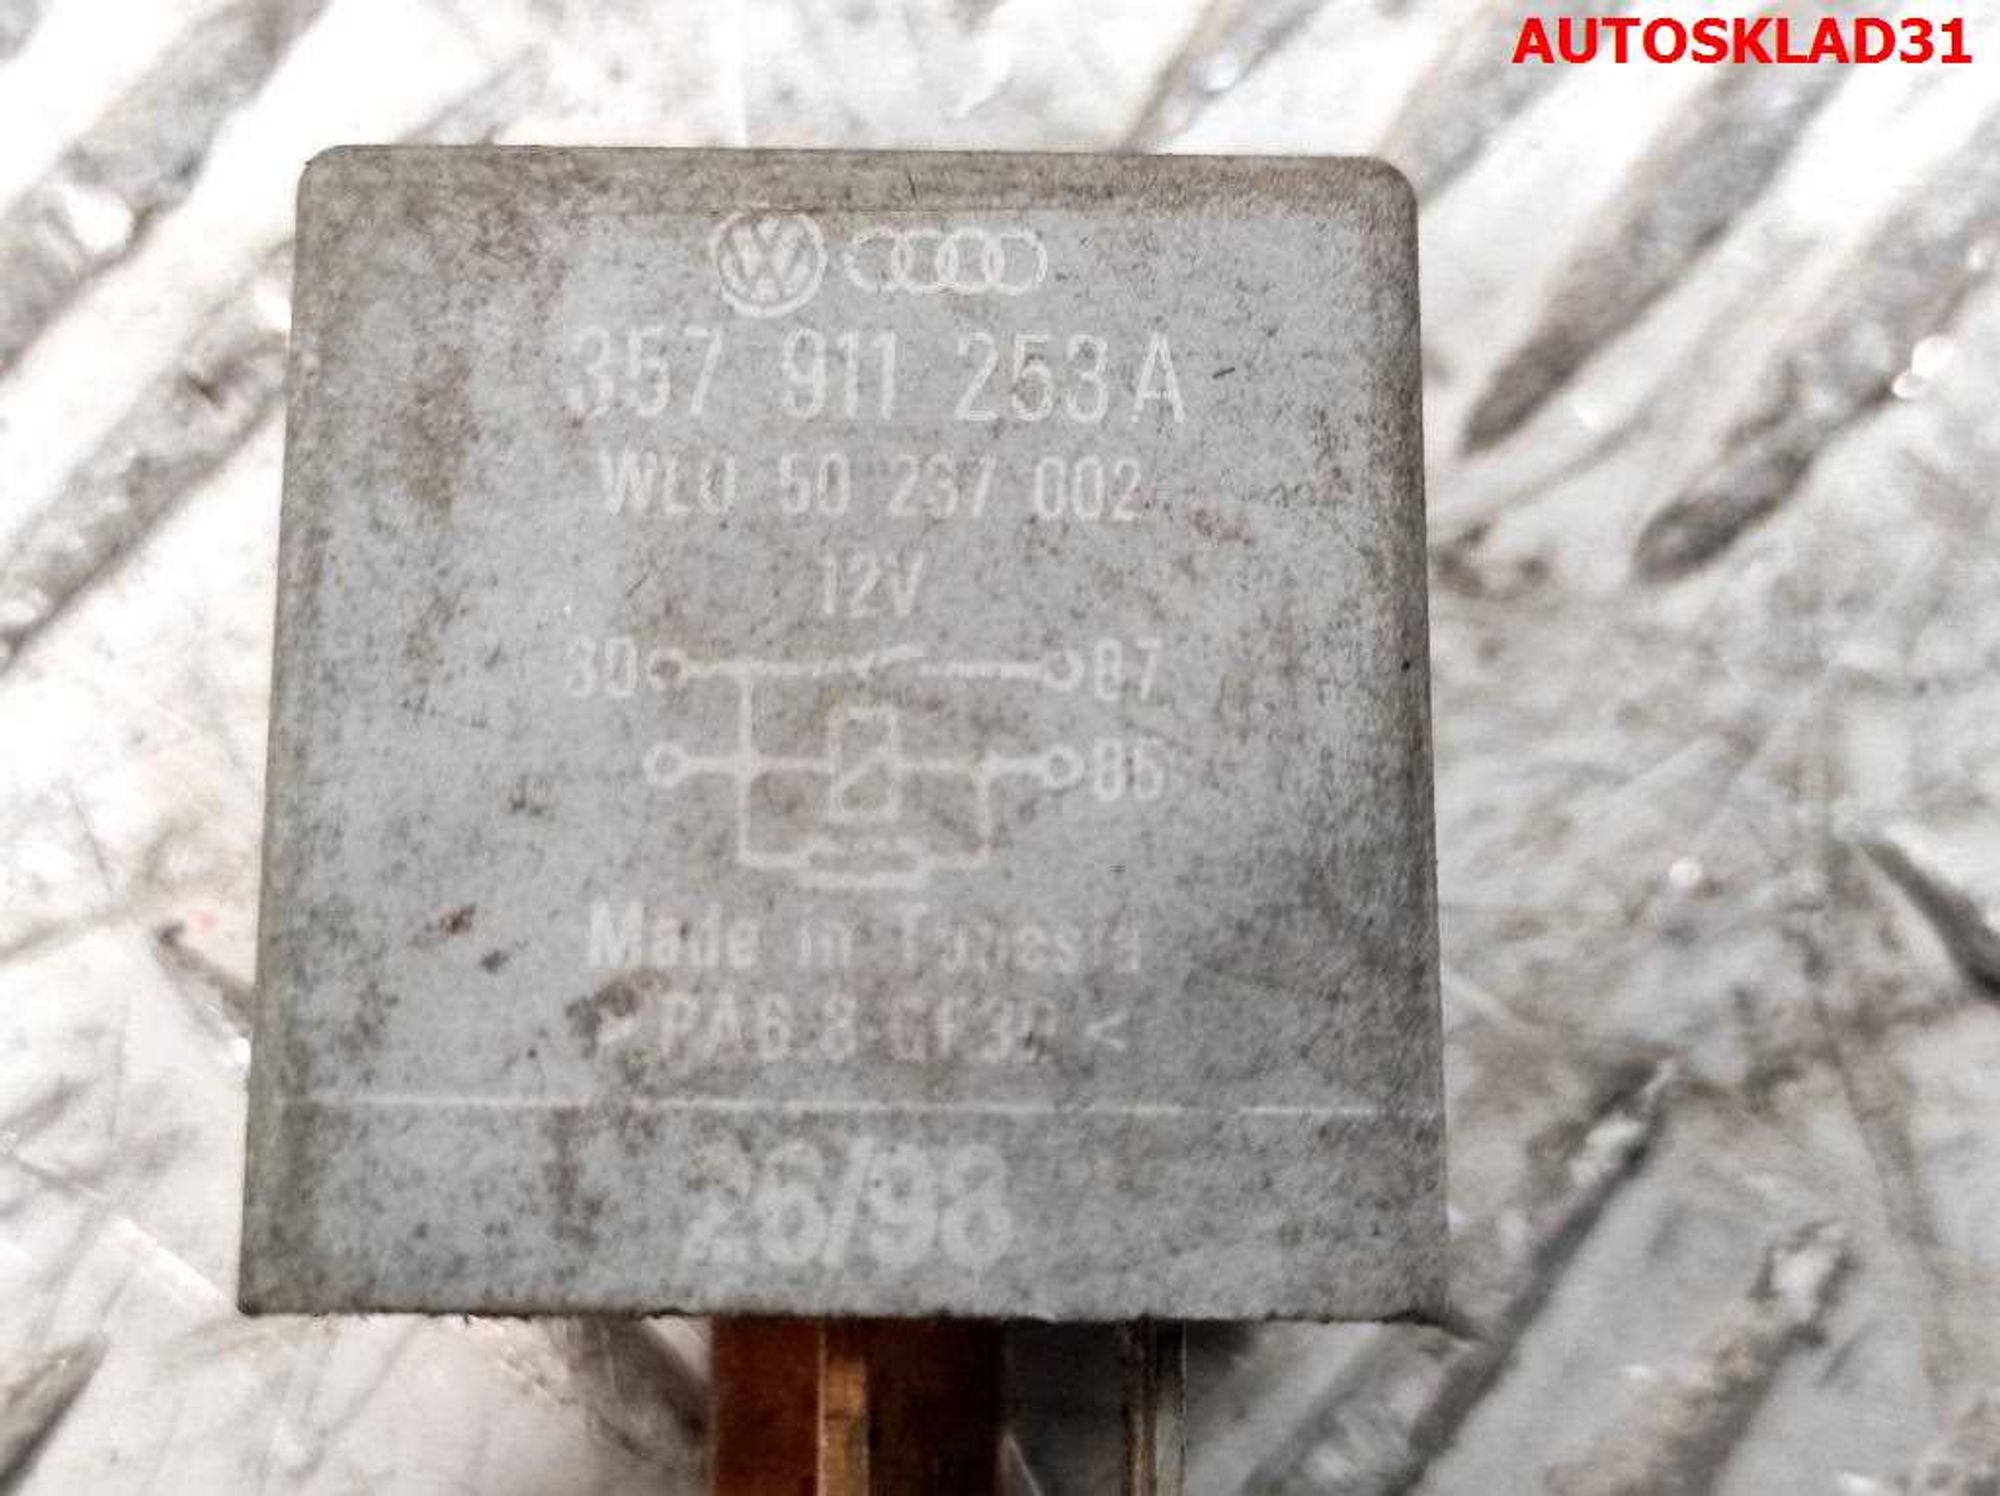 AUTOSKLAD31
357 911 253 A
WLO 50 237 002
12V
30 87
85
Made in Tunesia
> PA6.6 GF30 <
26/98